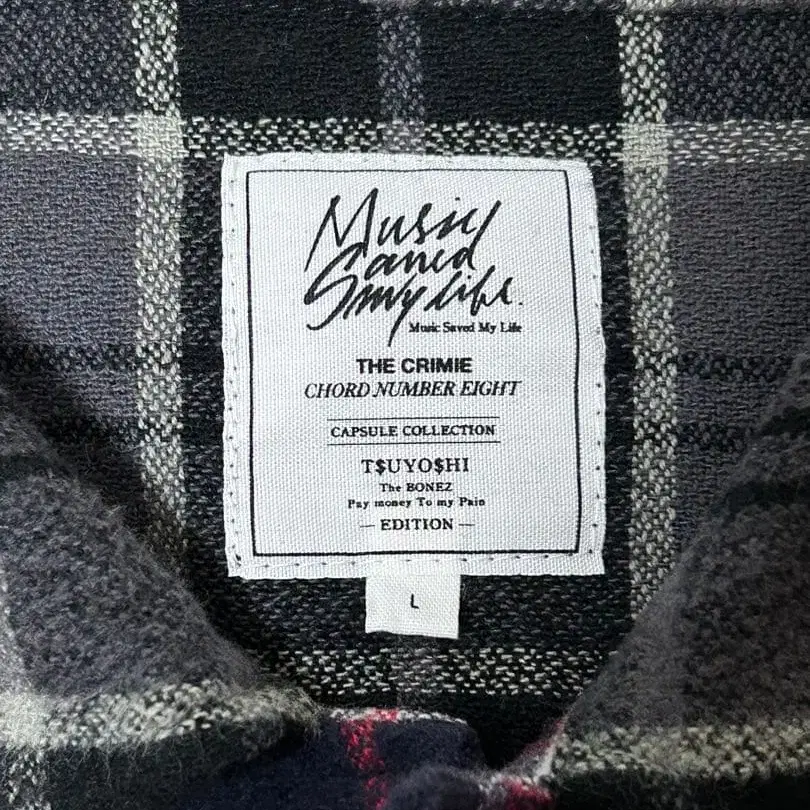 Music
Saved
my life.
Music Saved My Life
THE CRIMIE
CHORD NUMBER EIGHT
CAPSULE COLLECTION
T$UYO$HI
The BONEZ
Pay money To my Pain
— EDITION —
L